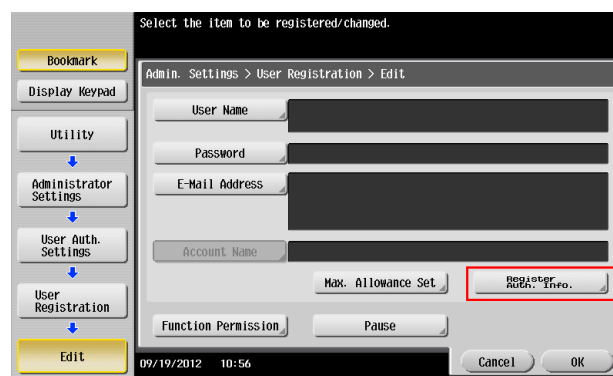 Select the item to be registered/changed.
Bookmark
Display Keypad
Utility
Administrator
Settings
User Auth.
Settings
User
Registration
Edit
Admin. Settings > User Registration > Edit
User Name
Password
E-Mail Address
Account Name
Max. Allowance Set
Register
Auth. Info.
Function Permission
Pause
09/19/2012 10:56
Cancel
OK